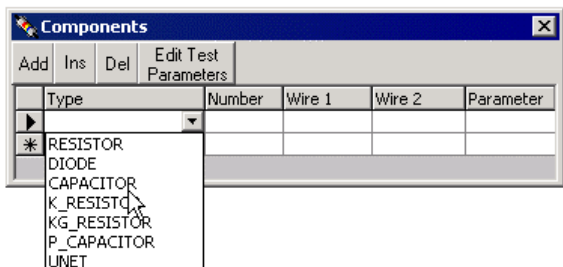 Components
Add Ins Del Edit Test
Parameters
Type Number Wire 1 Wire 2 Parameter
RESISTOR
DIODE
CAPACITOR
K_RESISTOR
KG_RESISTOR
P_CAPACITOR
UNET